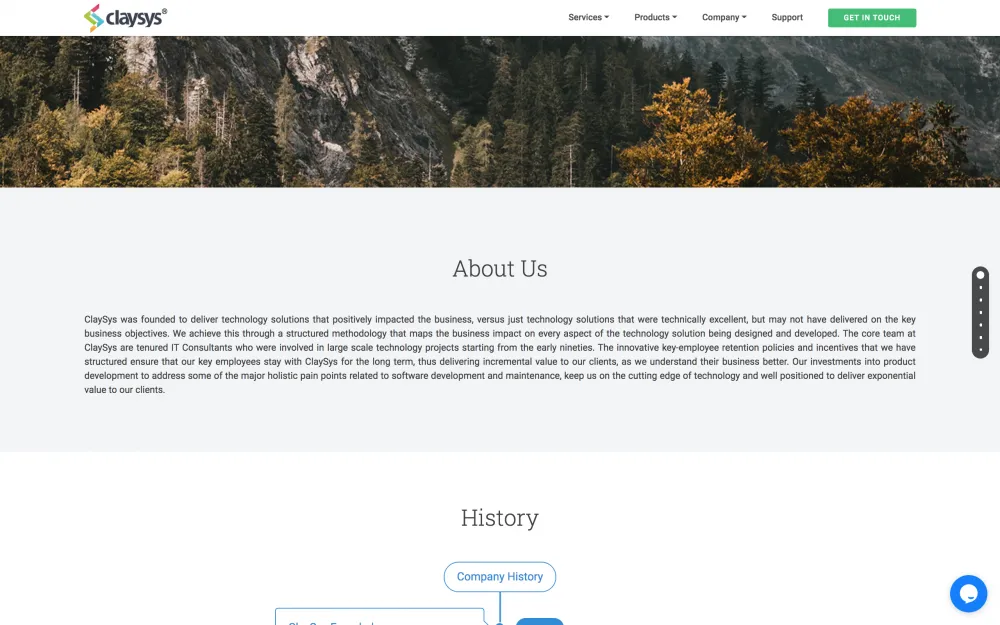 claysys®
Services
Products
Company
Support
GET IN TOUCH
About Us
ClaySys was founded to deliver technology solutions that positively impacted the business, versus just technology solutions that were technically excellent, but may not have delivered on the key
business objectives. We achieve this through a structured methodology that maps the business impact on every aspect of the technology solution being designed and developed. The core team at
ClaySys are tenured IT Consultants who were involved in large scale technology projects starting from the early nineties. The innovative key-employee retention policies and incentives that we have
structured ensure that our key employees stay with ClaySys for the long term, thus delivering incremental value to our clients, as we understand their business better. Our investments into product
development to address some of the major holistic pain points related to software development and maintenance, keep us on the cutting edge of technology and well positioned to deliver exponential
value to our clients.
History
Company History